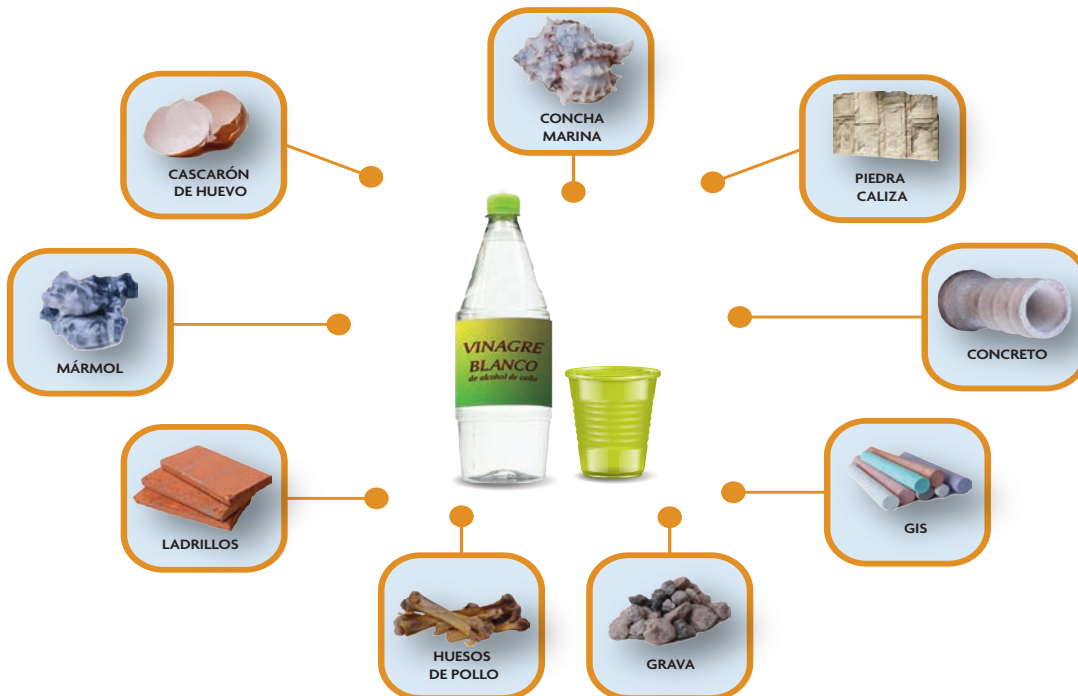 CONCHA
MARINA
CASCARÓN
DE HUEVO
PIEDRA
CALIZA
MÁRMOL
VINAGRE
BLANCO
de alcohol de caña
CONCRETO
LADRILLOS
GIS
HUESOS
DE POLLO
GRAVA